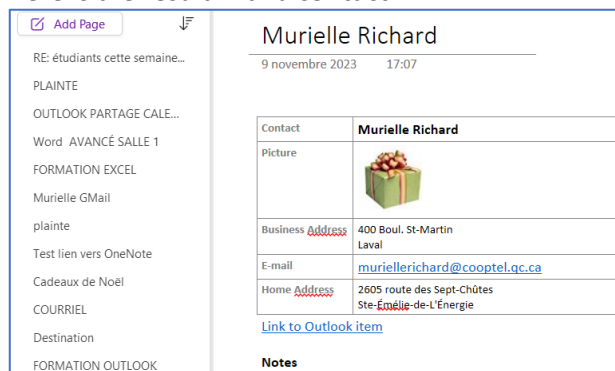 Add Page
RE: étudiants cette semaine...
PLAINTE
OUTLOOK PARTAGE CALE...
Word AVANCÉ SALLE 1
FORMATION EXCEL
Murielle GMail
plainte
Test lien vers OneNote
Cadeaux de Noël
COURRIEL
Destination
FORMATION OUTLOOK
Murielle Richard
9 novembre 2023 17:07
Contact Murielle Richard
Picture
Business Address 400 Boul. St-Martin
Laval
E-mail muriellerichard@cooptel.qc.ca
Home Address 2605 route des Sept-Chûtes
Ste-Émélie-de-L'Énergie
Link to Outlook item
Notes